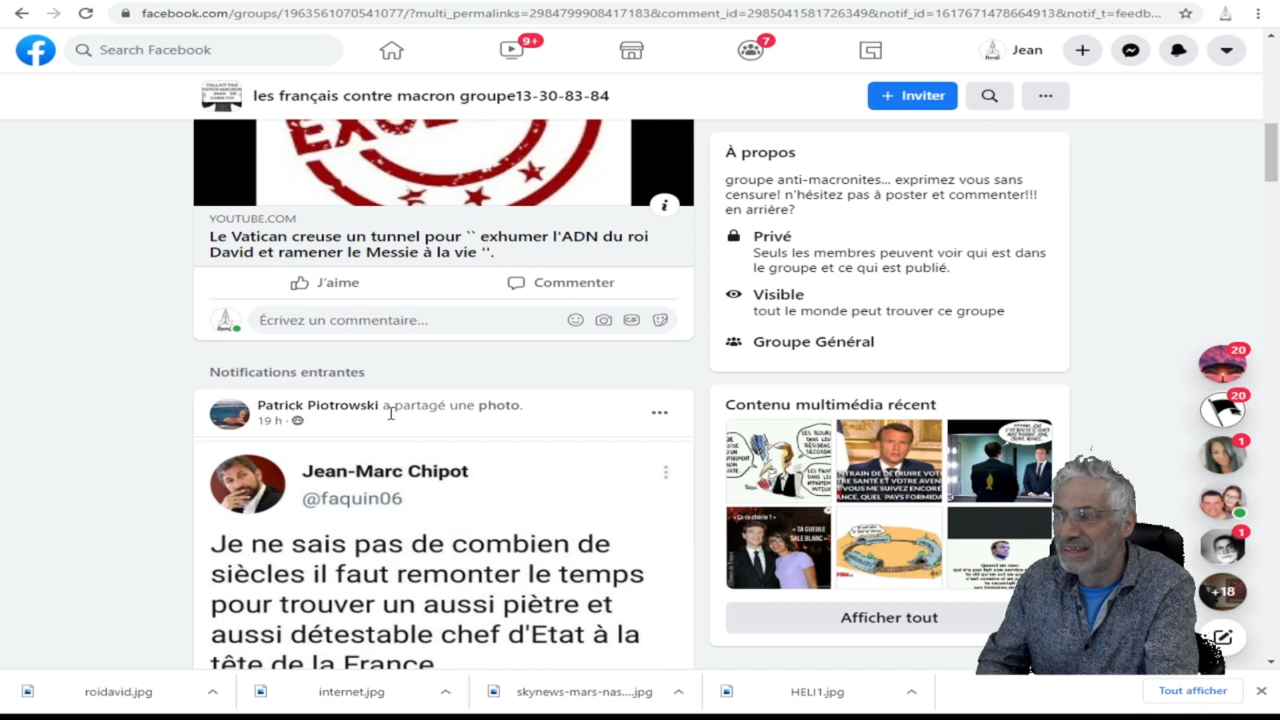 facebook.com/groups/1963561070541077/?multi_permalinks=2984799908417183&comment_id=2985041581726349&notif_id=1617671478664913&notif_t=feedb...
Search Facebook
9+
7
Jean
les français contre macron groupe13-30-83-84
+ Inviter
YOUTUBE.COM
Le Vatican creuse un tunnel pour `` exhumer l'ADN du roi
David et ramener le Messie à la vie ''.
J'aime
Commenter
Écrivez un commentaire...
GIF
Notifications entrantes
Patrick Piotrowski a partagé une photo.
19 h
Jean-Marc Chipot
@faquin06
Je ne sais pas de combien de
siècles il faut remonter le temps
pour trouver un aussi piètre et
aussi détestable chef d'Etat à la
tête de la France
À propos
groupe anti-macronites... exprimez vous sans
censure! n'hésitez pas à poster et commenter!!!
en arrière?
Privé
Seuls les membres peuvent voir qui est dans
le groupe et ce qui est publié.
Visible
tout le monde peut trouver ce groupe
Groupe Général
Contenu multimédia récent
"TA GUEULE
SALE BLANC"
Afficher tout
20
20
1
1
+18
roidavid.jpg
internet.jpg
skynews-mars-nas....jpg
HELI1.jpg
Tout afficher